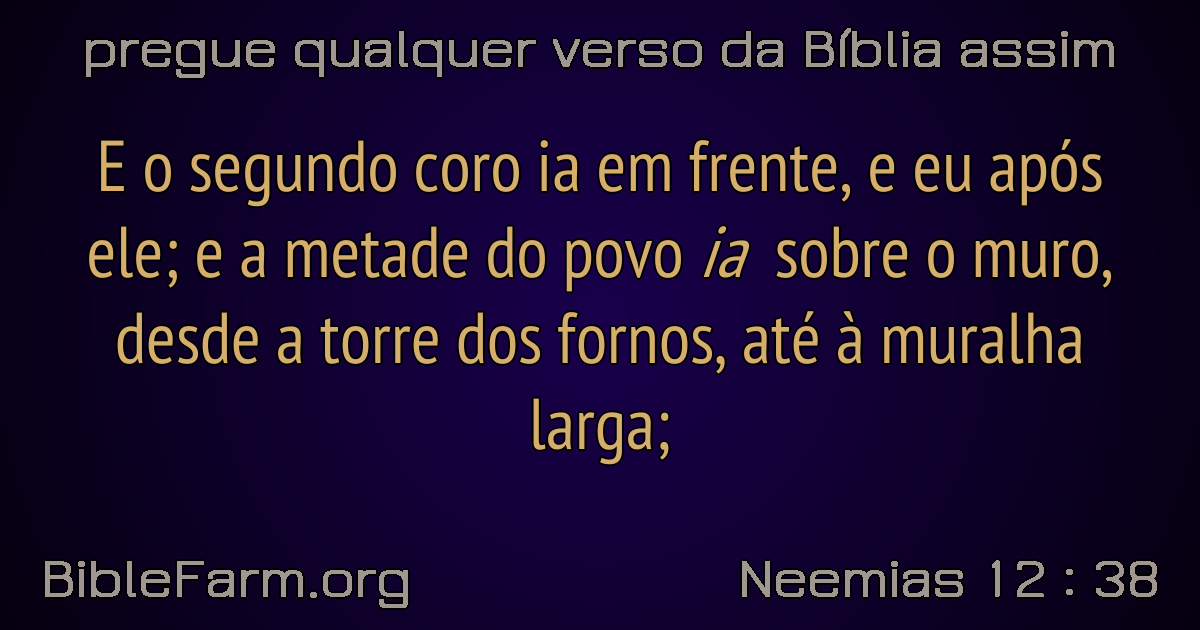 pregue qualquer verso da Bíblia assim
E o segundo coro ia em frente, e eu após
ele; e a metade do povo ia sobre o muro,
desde a torre dos fornos, até à muralha
larga;
BibleFarm.org
Neemias 12 : 38